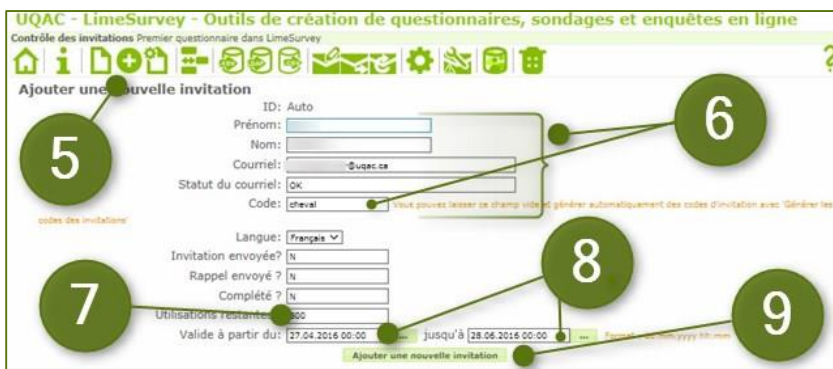 UQAC - LimeSurvey - Outils de création de questionnaires, sondages et enquêtes en ligne
Contrôle des invitations Premier questionnaire dans LimeSurvey
?
Ajouter une nouvelle invitation
5
6
ID: Auto
Prénom:
Nom:
Courriel: @uqac.ca
Statut du courriel: OK
Code: cheval Vous pouvez laisser ce champ vide et générer automatiquement des codes d'invitation avec 'Générer les
codes des invitations'
Langue: Français
Invitation envoyée? N
Rappel envoyé ? N
Complété ? N
7
8
9
Utilisations restantes
Valide à partir du: 27.04.2016 00:00 ... jusqu'à 28.06.2016 00:00 ... mm.yyyy hh:mm
Ajouter une nouvelle invitation